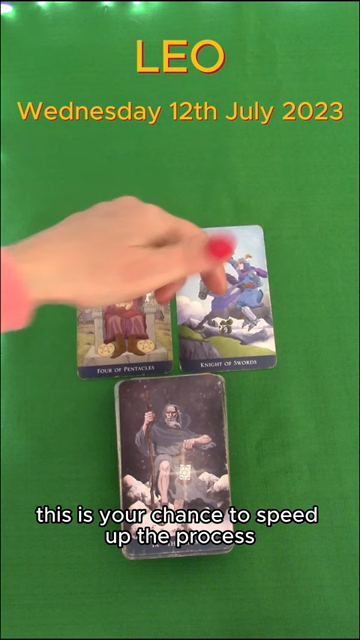 LEO
Wednesday 12th July 2023
FOUR OF PENTACLES
KNIGHT OF SWORDS
this is your chance to speed
up the process